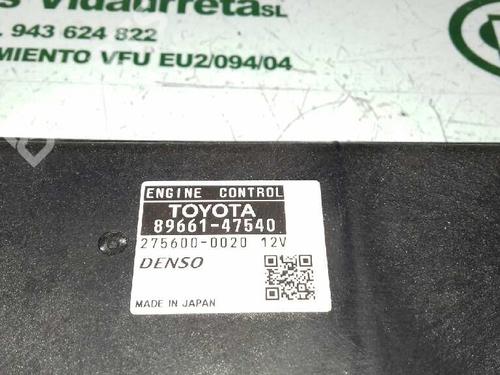 Vidaurreta SL
. 943 624 822
MIENTO VFU EU2/094/04
ENGINE CONTROL
TOYOTA
89661-47540
275600-0020 12V
DENSO
MADE IN JAPAN